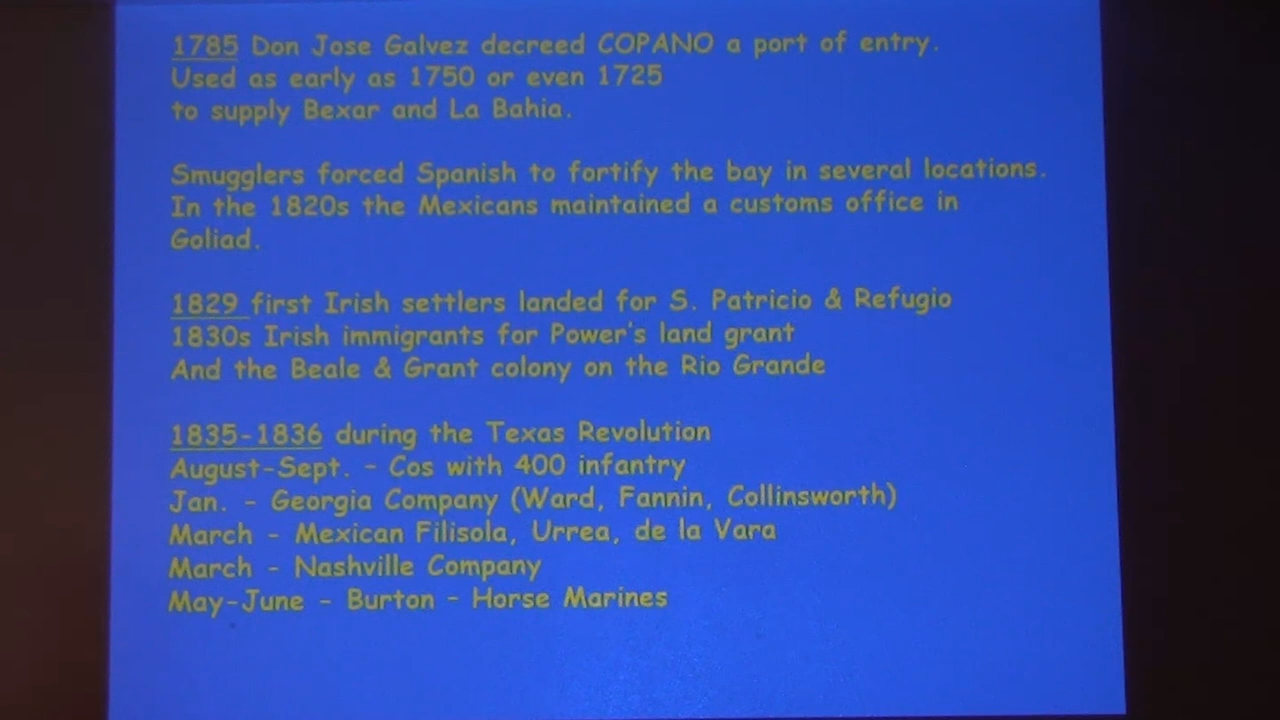 1785 Don Jose Galvez decreed COPANO a port of entry.
Used as early as 1750 or even 1725
to supply Bexar and La Bahia.
Smugglers forced Spanish to fortify the bay in several locations.
In the 1820s the Mexicans maintained a customs office in
Goliad.
1829 first Irish settlers landed for S. Patricio & Refugio
1830s Irish immigrants for Power's land grant
And the Beale & Grant colony on the Rio Grande
1835-1836 during the Texas Revolution
August-Sept. - Cos with 400 infantry
Jan. - Georgia Company (Ward, Fannin, Collinsworth)
March - Mexican Filisola, Urrea, de la Vara
March - Nashville Company
May-June - Burton - Horse Marines